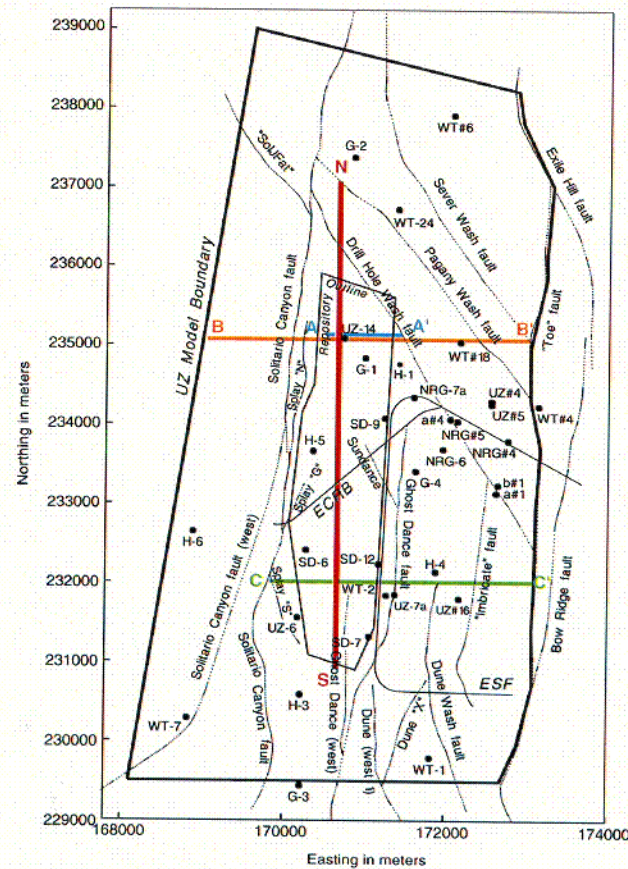 239000
238000
237000
236000
235000
234000
233000
232000
231000
230000
229000
168000
170000
172000
174000
Northing in meters
Easting in meters
UZ Model Boundary
WT#6
G-2
"SolJFat"
N
WT-24
Exile Hill fault
Sever Wash fault
Pagany Wash fault
Drill Hole Wash fault
Solitario Canyon fault
Outline
Repository
B
A
A'
B'
UZ-14
"Toe" fault
WT#18
G-1
H-1
Splay "N"
NRG-7a
UZ#4
UZ#5
WT#4
a#4
SD-9
NRG#5
NRG#4
H-5
Sundance
NRG-6
Splay "G"
ECRB
G-4
Ghost Dance fault
b#1
a#1
H-6
Solitario Canyon fault (west)
SD-6
SD-12
H-4
"Imbricate" fault
C
C'
WT-2
Splay "S"
UZ-7a
UZ#16
UZ-6
SD-7
Bow Ridge fault
S
ESF
H-3
Ghost Dance (west)
Solitario Canyon fault
Dune (west I)
Dune "X"
Dune Wash fault
WT-7
WT-1
G-3